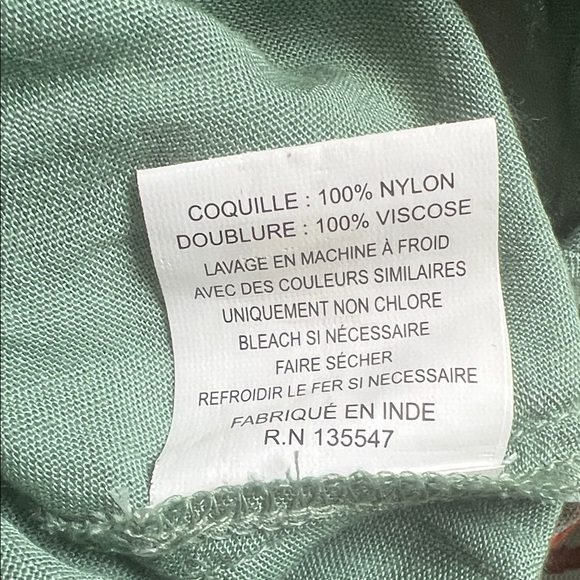 COQUILLE : 100% NYLON
DOUBLURE : 100% VISCOSE
LAVAGE EN MACHINE À FROID
AVEC DES COULEURS SIMILAIRES
UNIQUEMENT NON CHLORE
BLEACH SI NÉCESSAIRE
FAIRE SÉCHER
REFROIDIR LE FER SI NECESSAIRE
FABRIQUÉ EN INDE
R.N 135547